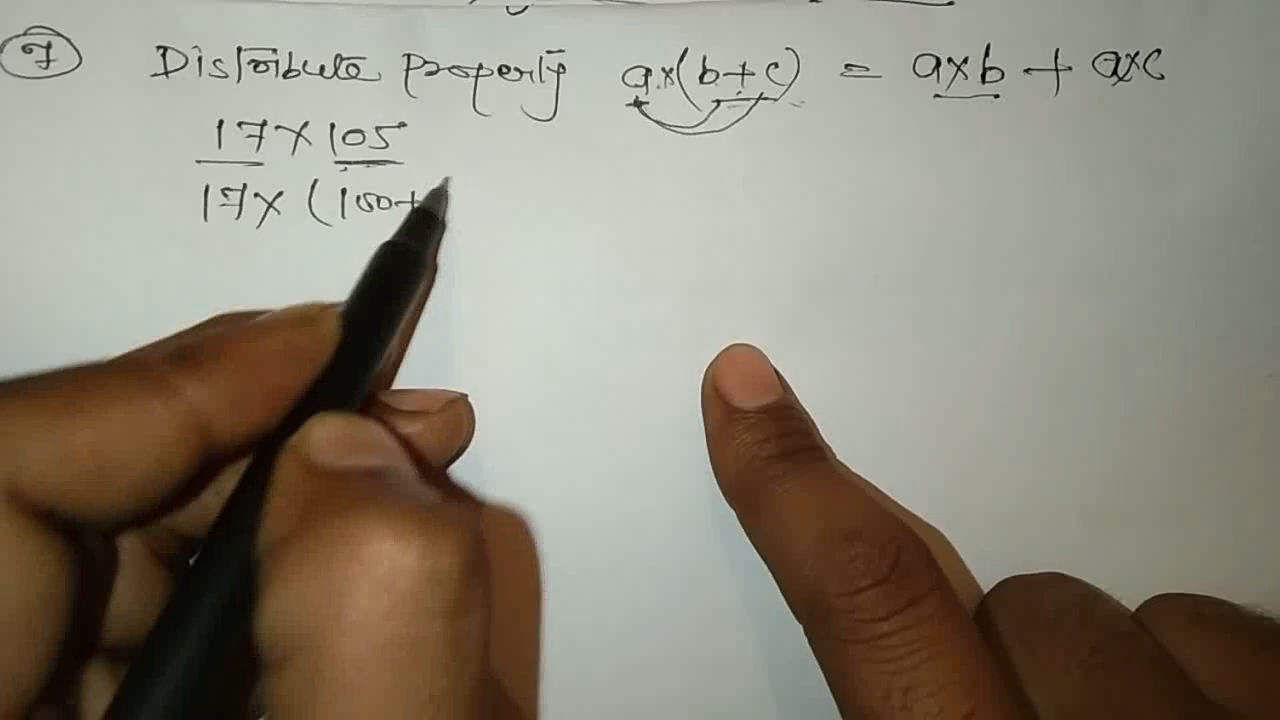 7 Distribute property a×(b+c) = a×b + a×c
17×105
17×(100+